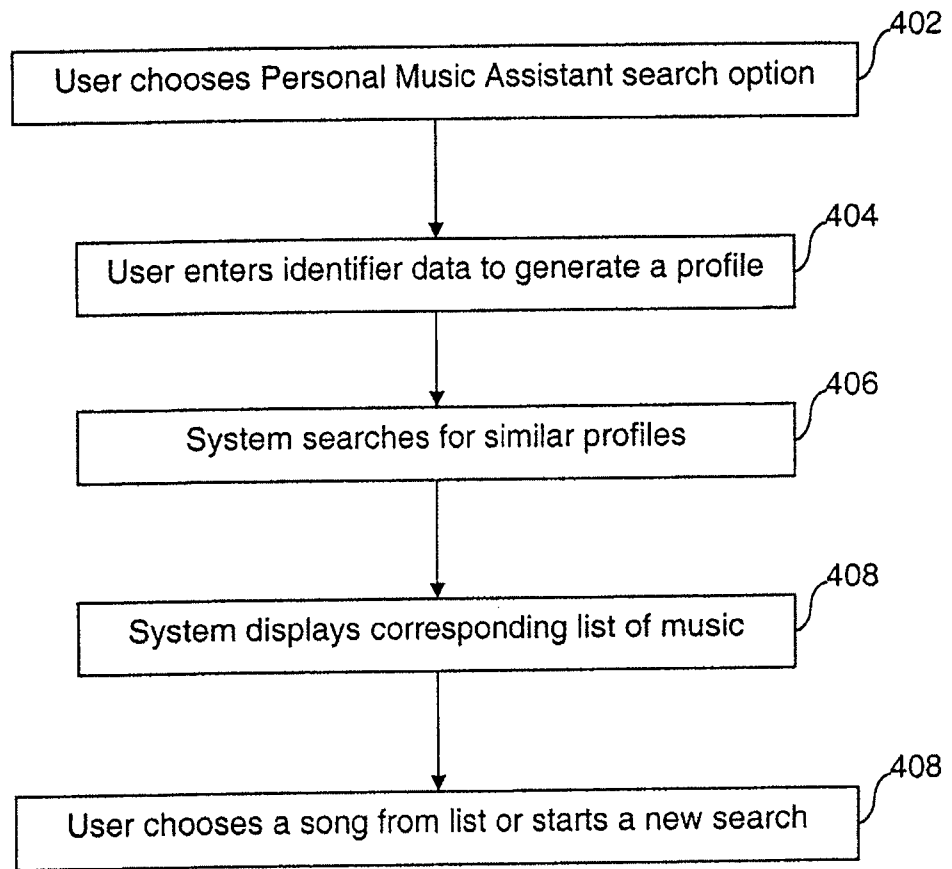 402
User chooses Personal Music Assistant search option
404
User enters identifier data to generate a profile
406
System searches for similar profiles
408
System displays corresponding list of music
408
User chooses a song from list or starts a new search